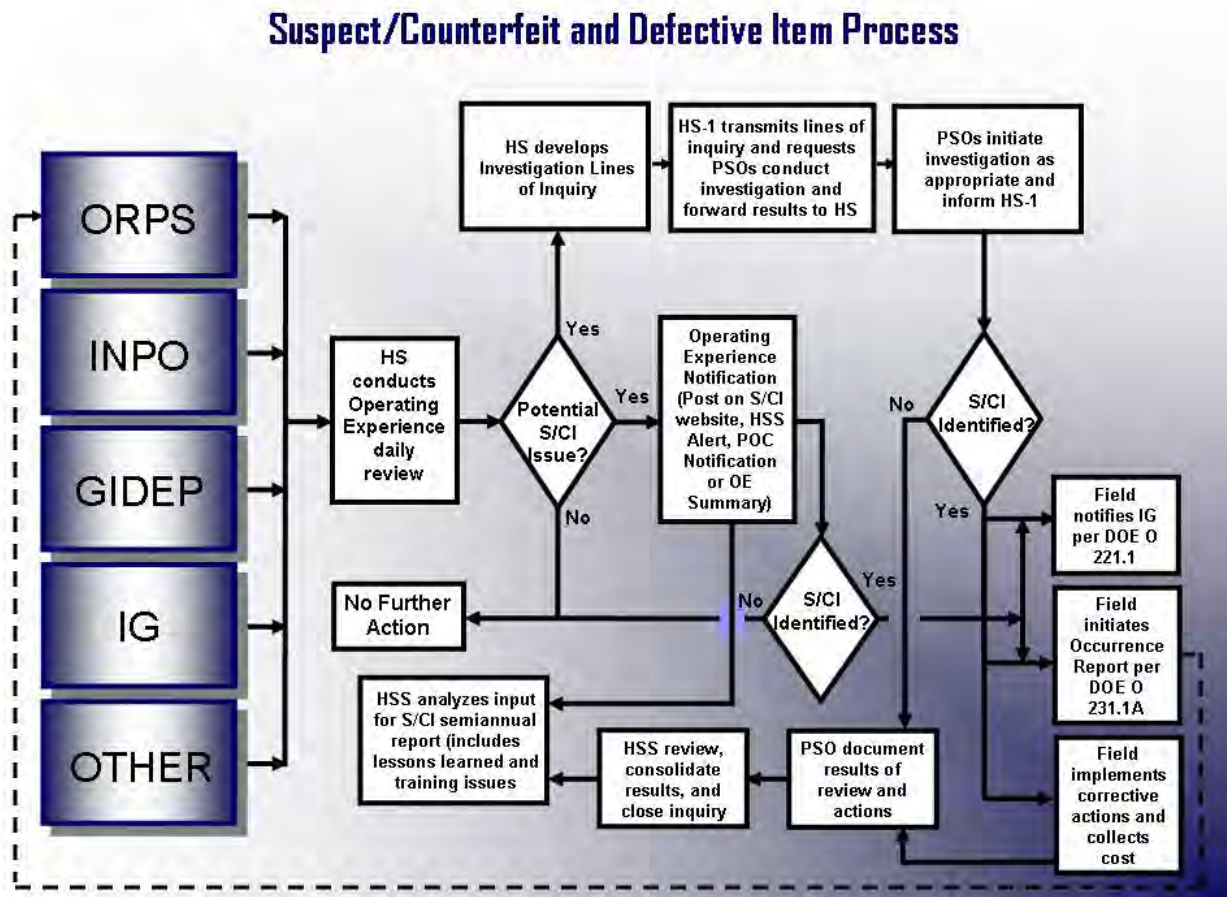 Suspect/Counterfeit and Defective Item Process
ORPS
INPO
GIDEP
IG
OTHER
HS
conducts
Operating
Experience
daily
review
Potential
S/CI
Issue?
Yes
Yes
No
HS develops
Investigation Lines
of Inquiry
HS-1 transmits lines of
inquiry and requests
PSOs conduct
investigation and
forward results to HS
PSOs initiate
investigation as
appropriate and
inform HS-1
Operating
Experience
Notification
(Post on S/CI
website, HSS
Alert, POC
Notification
or OE
Summary)
S/CI
Identified?
No
Yes
S/CI
Identified?
No
Yes
No Further
Action
Field
notifies IG
per DOE O
221.1
Field
initiates
Occurrence
Report per
DOE O
231.1A
Field
implements
corrective
actions and
collects
cost
PSO document
results of
review and
actions
HSS review,
consolidate
results, and
close inquiry
HSS analyzes input
for S/CI semiannual
report (includes
lessons learned and
training issues